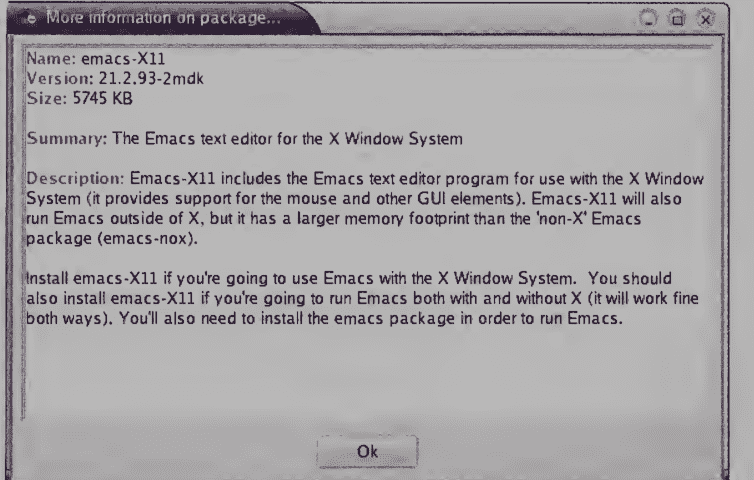 More information on package...
Name: emacs-X11
Version: 21.2.93-2mdk
Size: 5745 KB
Summary: The Emacs text editor for the X Window System
Description: Emacs-X11 includes the Emacs text editor program for use with the X Window
System (it provides support for the mouse and other GUI elements). Emacs-X11 will also
run Emacs outside of X, but it has a larger memory footprint than the 'non-X' Emacs
package (emacs-nox).
Install emacs-X11 if you're going to use Emacs with the X Window System.  You should
also install emacs-X11 if you're going to run Emacs both with and without X (it will work fine
both ways). You'll also need to install the emacs package in order to run Emacs.
Ok